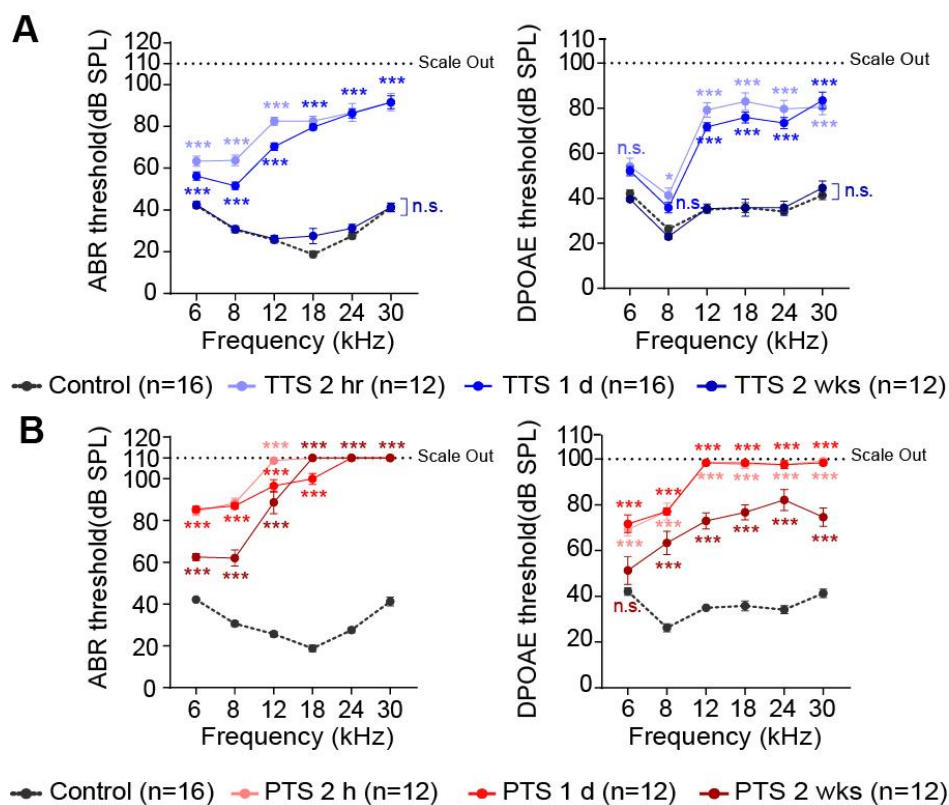 A
ABR threshold(dB SPL)
120
110
100
80
60
40
20
0
Scale Out
***
***
***
***
***
***
***
***
***
***
n.s.
6 8 12 18 24 30
Frequency (kHz)
DPOAE threshold(dB SPL)
110
100
80
60
40
20
0
Scale Out
n.s.
*
n.s.
***
***
***
***
***
***
***
***
n.s.
6 8 12 18 24 30
Frequency (kHz)
Control (n=16) TTS 2 hr (n=12) TTS 1 d (n=16) TTS 2 wks (n=12)
B
ABR threshold(dB SPL)
120
110
100
80
60
40
20
0
Scale Out
*** *** *** ***
***
***
***
*** ***
*** ***
6 8 12 18 24 30
Frequency (kHz)
DPOAE threshold(dB SPL)
110
100
80
60
40
20
0
Scale Out
*** *** *** ***
*** *** *** ***
*** ***
*** ***
n.s. *** *** *** *** ***
6 8 12 18 24 30
Frequency (kHz)
Control (n=16) PTS 2 h (n=12) PTS 1 d (n=12) PTS 2 wks (n=12)